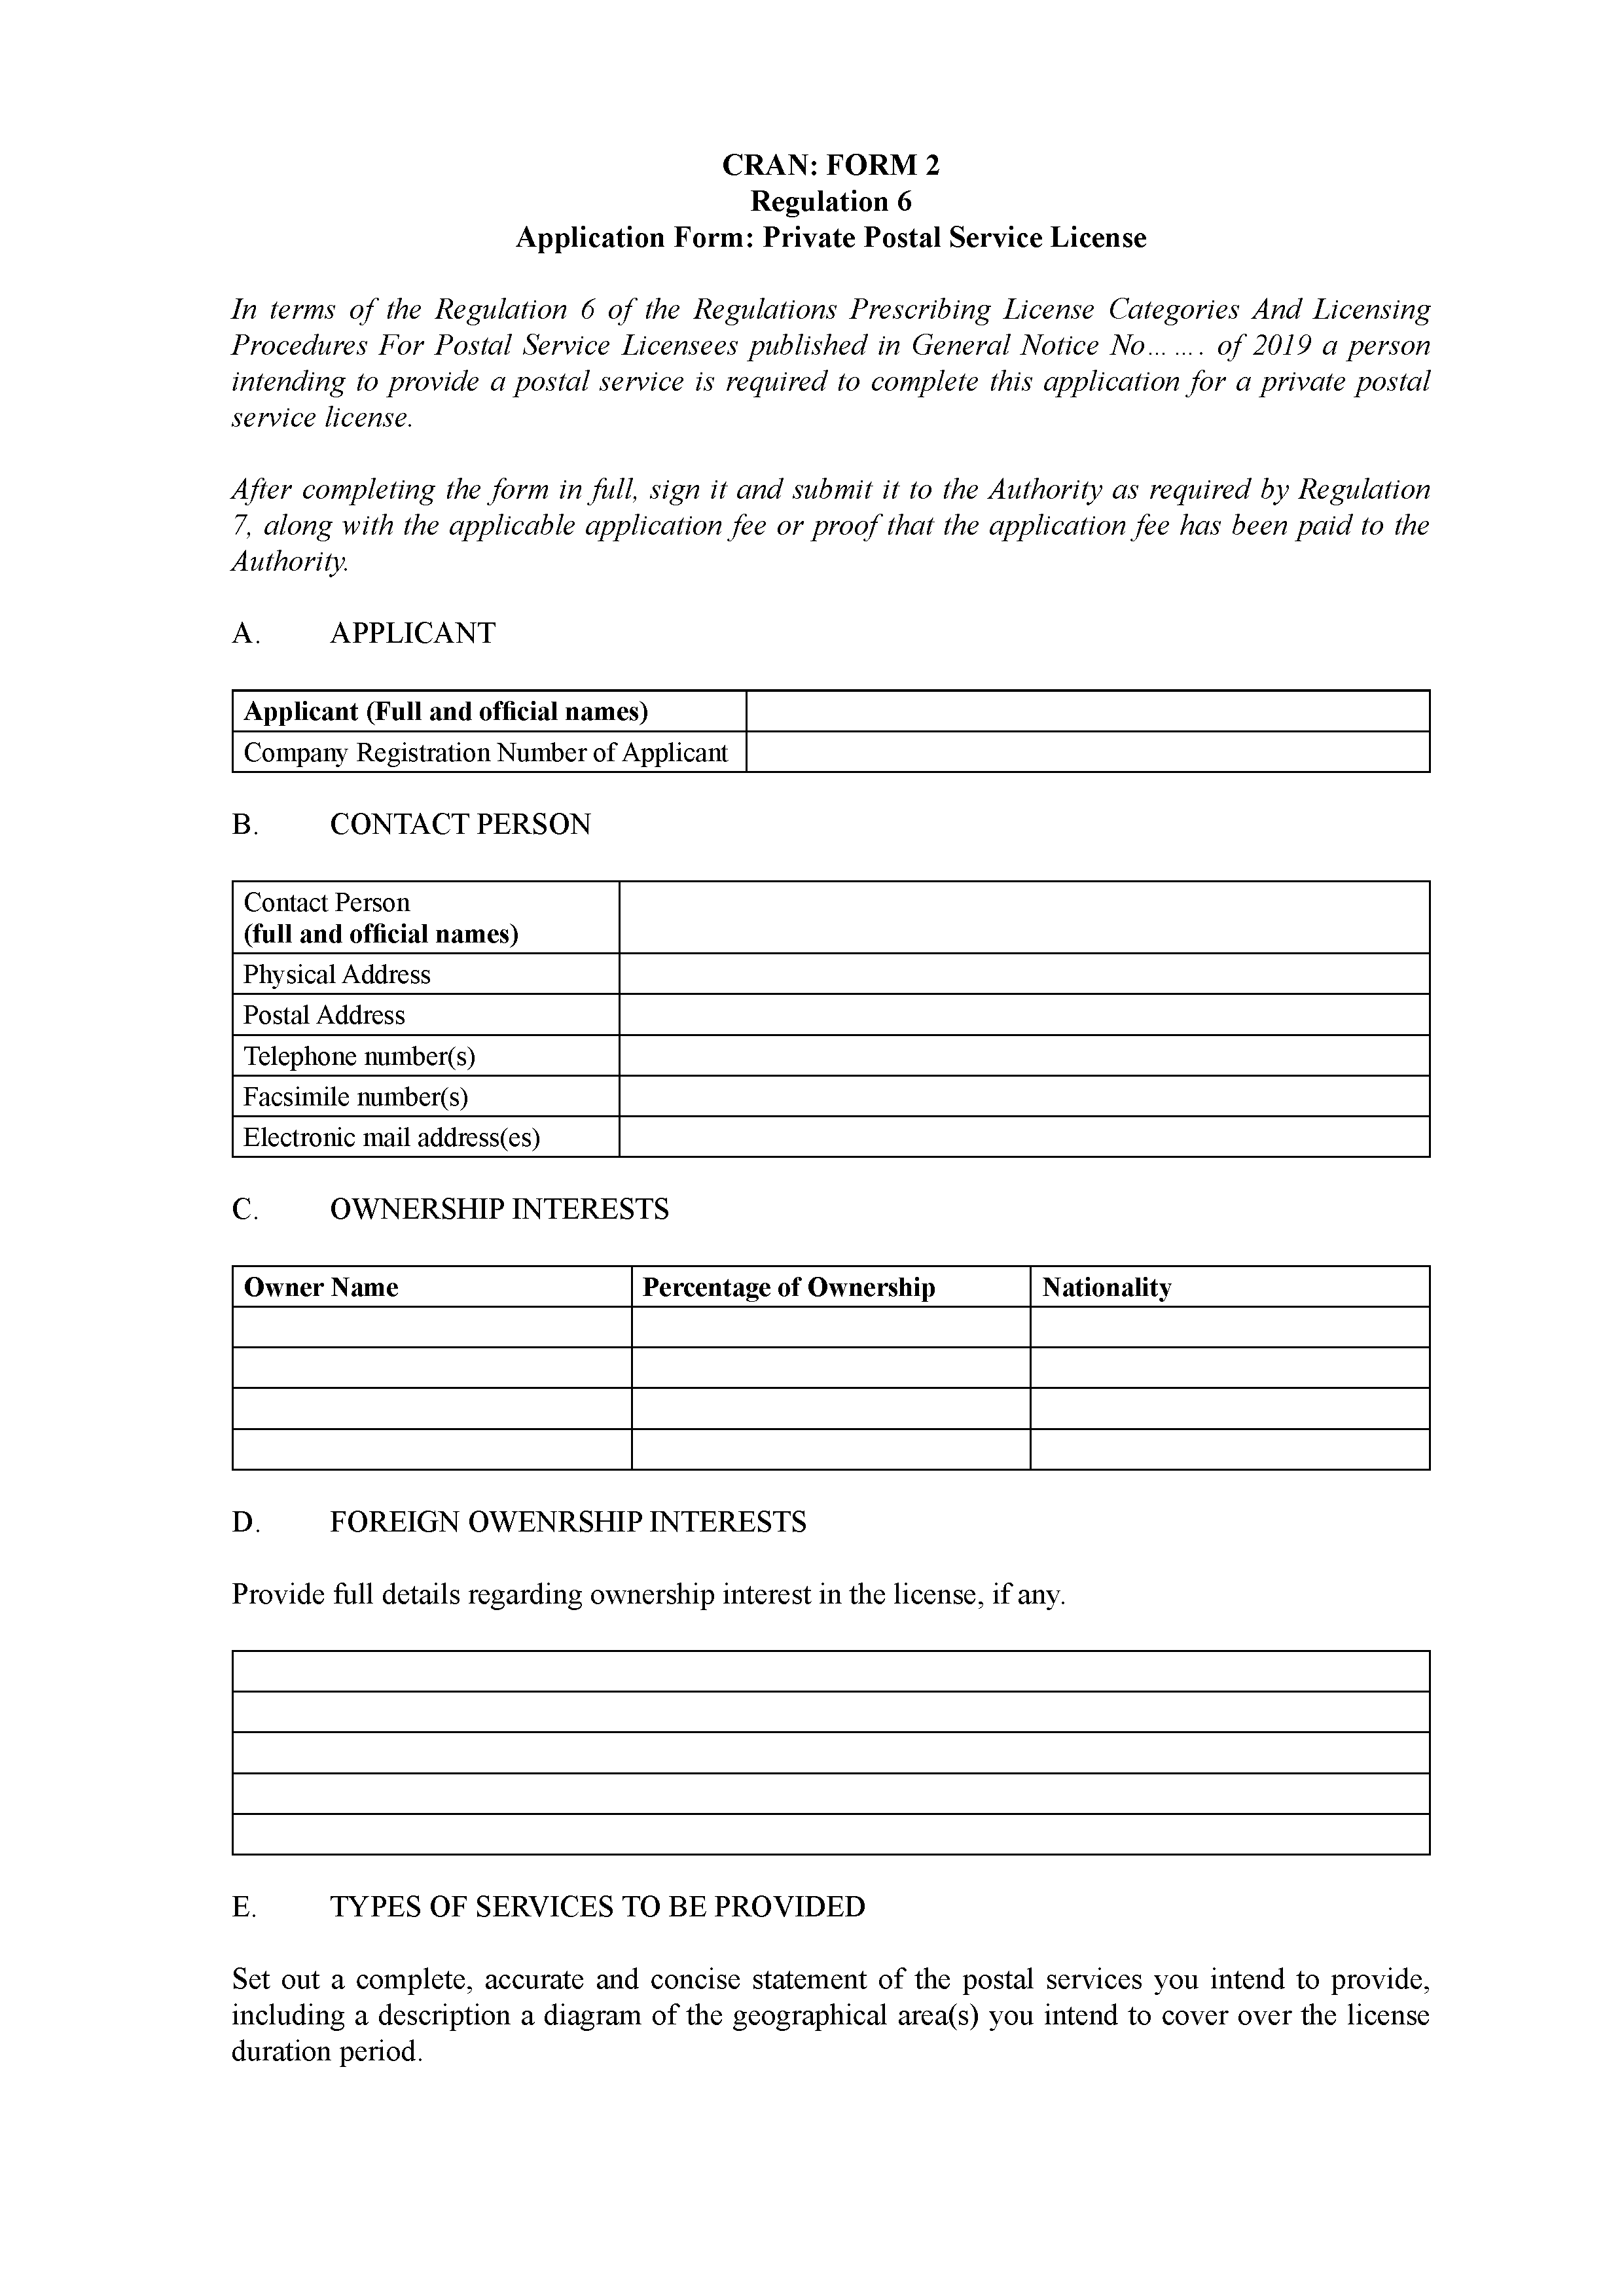 CRAN: FORM 2
Regulation 6
Application Form: Private Postal Service License
In terms of the Regulation 6 of the Regulations Prescribing License Categories And Licensing
Procedures For Postal Service Licensees published in General Notice No……. of 2019 a person
intending to provide a postal service is required to complete this application for a private postal
service license.
After completing the form in full, sign it and submit it to the Authority as required by Regulation
7, along with the applicable application fee or proof that the application fee has been paid to the
Authority.
A. APPLICANT
Applicant (Full and official names)
Company Registration Number of Applicant
B. CONTACT PERSON
Contact Person
(full and official names)
Physical Address
Postal Address
Telephone number(s)
Facsimile number(s)
Electronic mail address(es)
C. OWNERSHIP INTERESTS
Owner Name Percentage of Ownership Nationality
D. FOREIGN OWENRSHIP INTERESTS
Provide full details regarding ownership interest in the license, if any.
E. TYPES OF SERVICES TO BE PROVIDED
Set out a complete, accurate and concise statement of the postal services you intend to provide,
including a description a diagram of the geographical area(s) you intend to cover over the license
duration period.